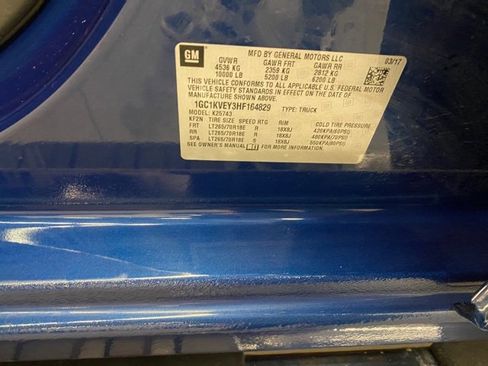 GM
MFD BY GENERAL MOTORS LLC
03/17
GVWR GAWR FRT GAWR RR
4536 KG 2359 KG 2812 KG
10000 LB 5200 LB 6200 LB
THIS VEHICLE CONFORMS TO ALL APPLICABLE U.S. FEDERAL MOTOR
VEHICLE SAFETY STANDARDS IN EFFECT ON THE DATE OF
MANUFACTURE SHOWN ABOVE.
1GC1KVEY3HF164829 TYPE: TRUCK
MODEL: K25743
TIRE SIZE SPEED RTG RIM COLD TIRE PRESSURE
FRT LT265/70R18E R 18X8J
RR LT265/70R18E R 18X8J
SPA LT265/70R18E 18X8J
SEE OWNER'S MANUAL FOR MORE INFORMATION.